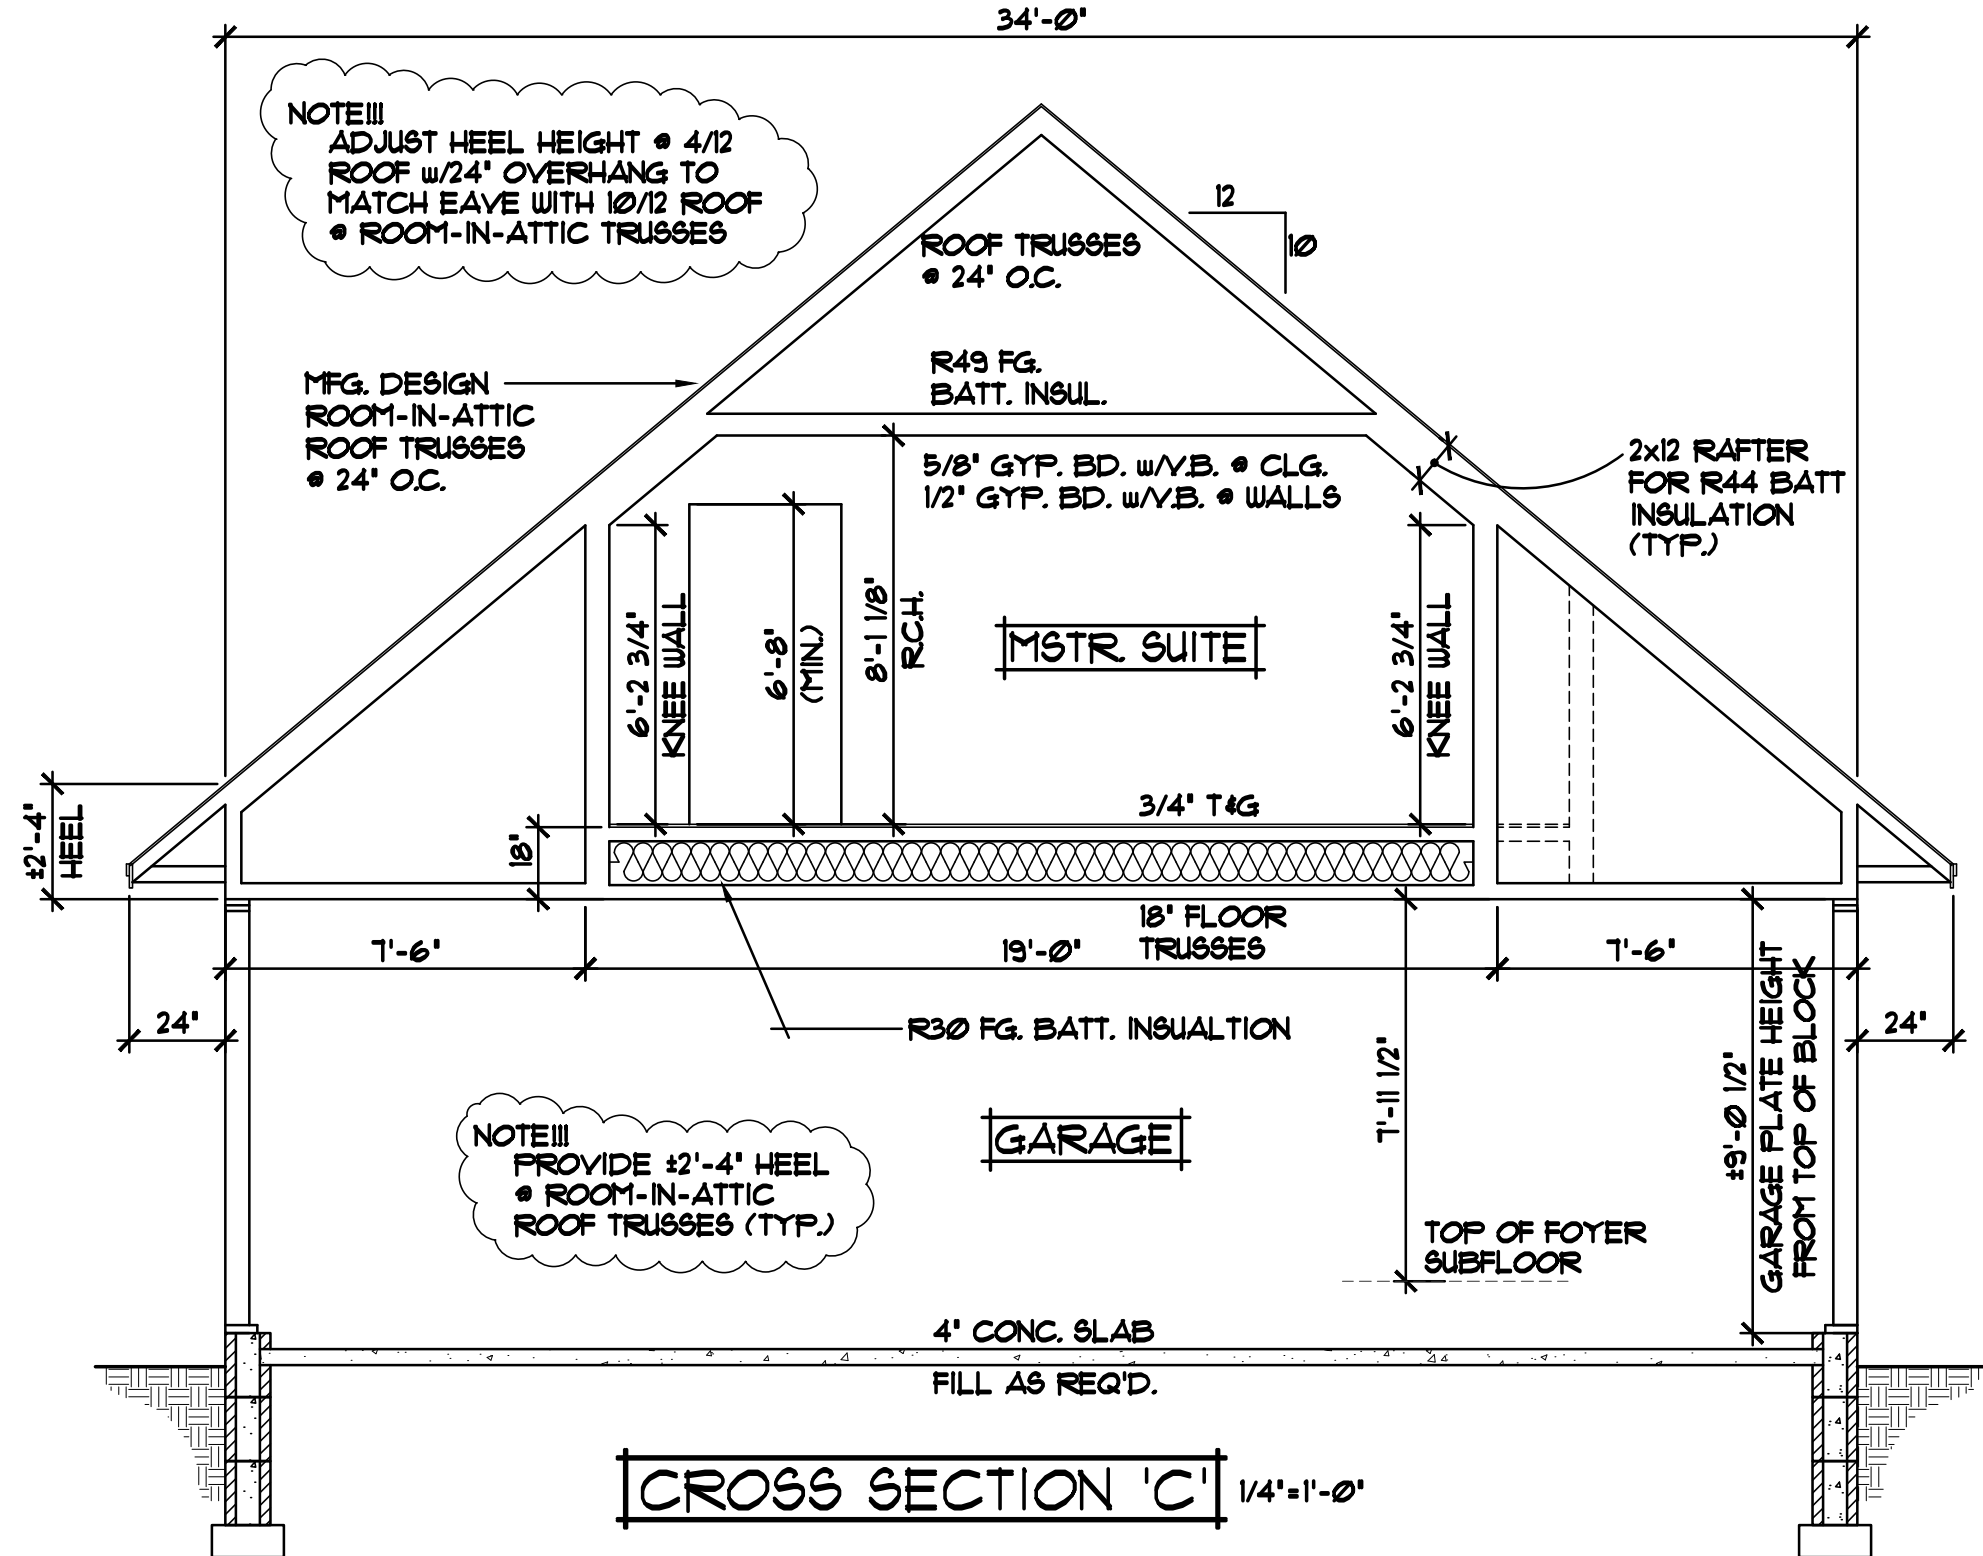 34'-0"
NOTE!!!
ADJUST HEEL HEIGHT @ 4/12
ROOF w/24" OVERHANG TO
MATCH EAVE WITH 10/12 ROOF
@ ROOM-IN-ATTIC TRUSSES
12
10
ROOF TRUSSES
@ 24" O.C.
R49 FG.
BATT. INSUL.
MFG. DESIGN
ROOM-IN-ATTIC
ROOF TRUSSES
@ 24" O.C.
5/8" GYP. BD. w/V.B. @ CLG.
1/2" GYP. BD. w/V.B. @ WALLS
2x12 RAFTER
FOR R44 BATT
INSULATION
(TYP.)
6'-2 3/4"
KNEE WALL
6'-8"
(MIN.)
8'-1 1/8"
R.C.H.
MSTR. SUITE
6'-2 3/4"
KNEE WALL
3/4" T&G
±2'-4"
HEEL
18"
18" FLOOR
TRUSSES
7'-6"
19'-0"
7'-6"
24"
R30 FG. BATT. INSUALTION
24"
7'-11 1/2"
±9'-0 1/2"
GARAGE PLATE HEIGHT
FROM TOP OF BLOCK
NOTE!!!
PROVIDE ±2'-4" HEEL
@ ROOM-IN-ATTIC
ROOF TRUSSES (TYP.)
GARAGE
TOP OF FOYER
SUBFLOOR
4" CONC. SLAB
FILL AS REQ'D.
CROSS SECTION 'C'
1/4"=1'-0"